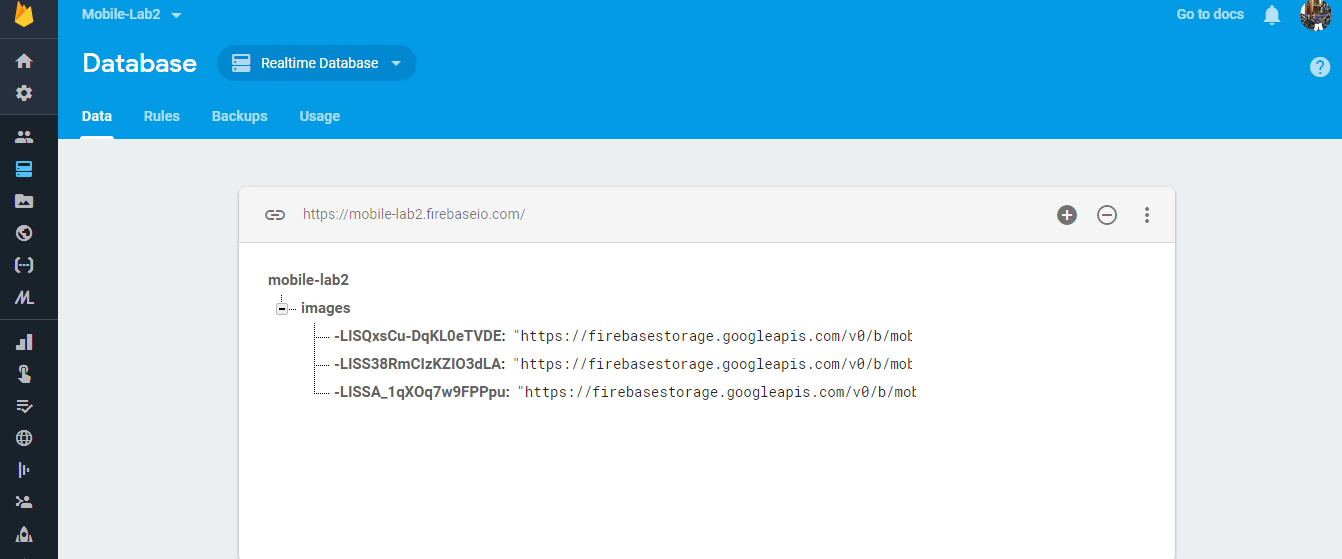 Mobile-Lab2
Go to docs
Database
Realtime Database
Data
Rules
Backups
Usage
https://mobile-lab2.firebaseio.com/
mobile-lab2
images
-LISQxsCu-DqKL0eTVDE: "https://firebasestorage.googleapis.com/v0/b/mob
-LISS38RmCIzKZIO3dLA: "https://firebasestorage.googleapis.com/v0/b/mob
-LISSA_1qXOq7w9FPPpu: "https://firebasestorage.googleapis.com/v0/b/mob